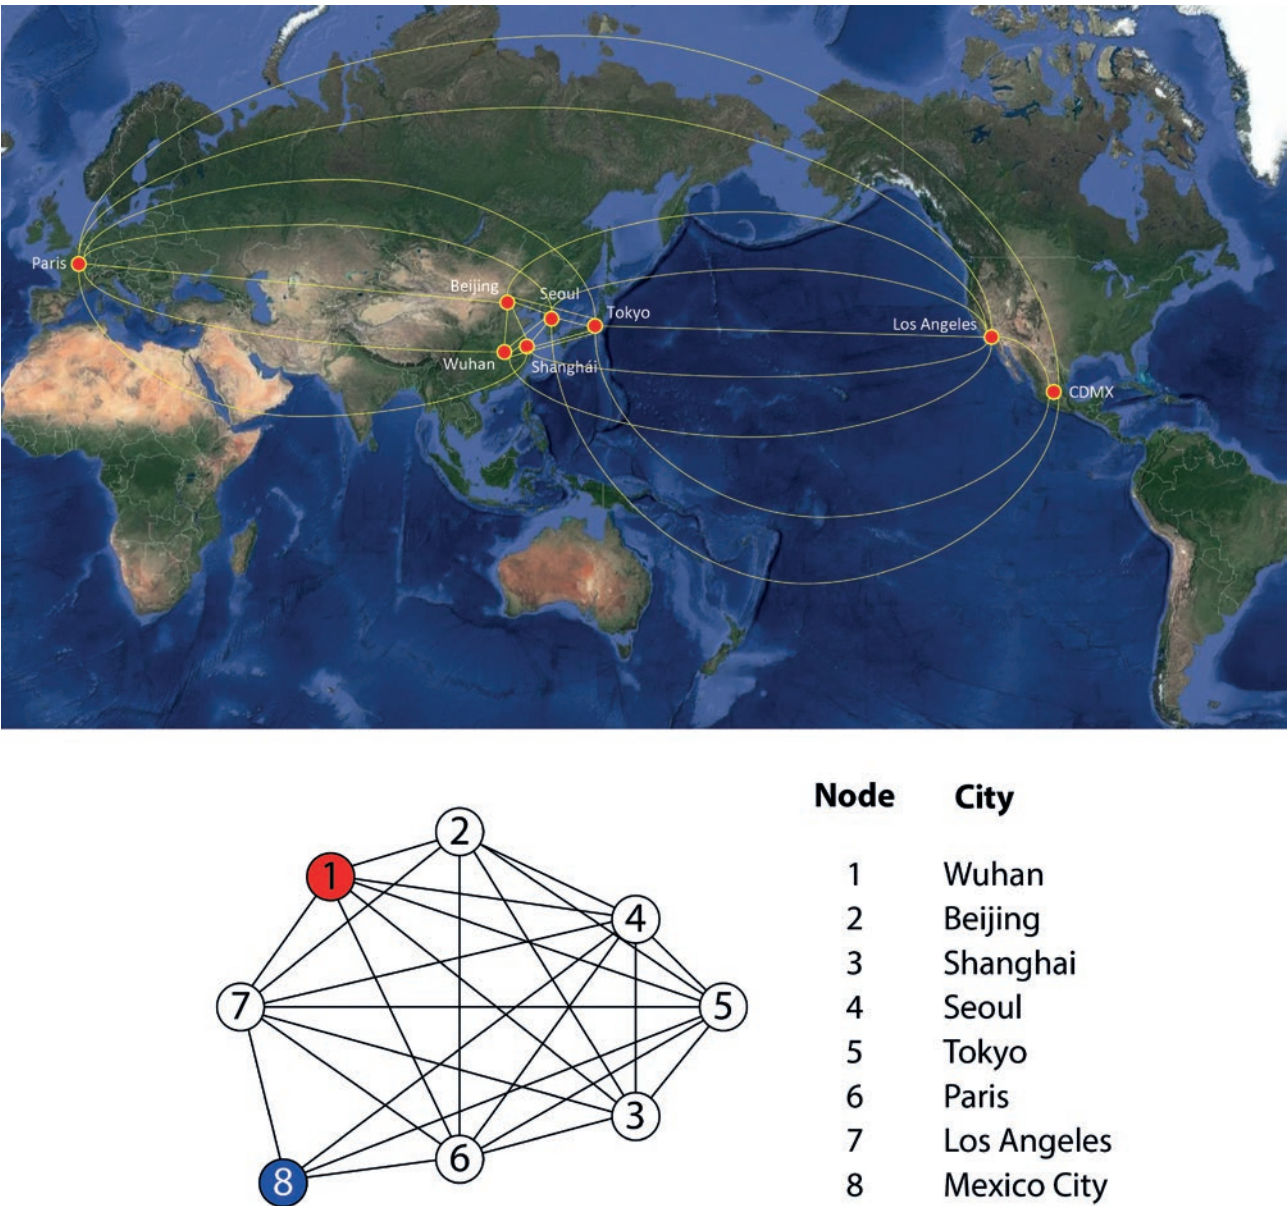 Paris
Beijing
Seoul
Tokyo
Wuhan
Shanghái
Los Angeles
CDMX
Node City
1 Wuhan
2 Beijing
3 Shanghai
4 Seoul
5 Tokyo
6 Paris
7 Los Angeles
8 Mexico City
2
1
4
7
5
3
6
8